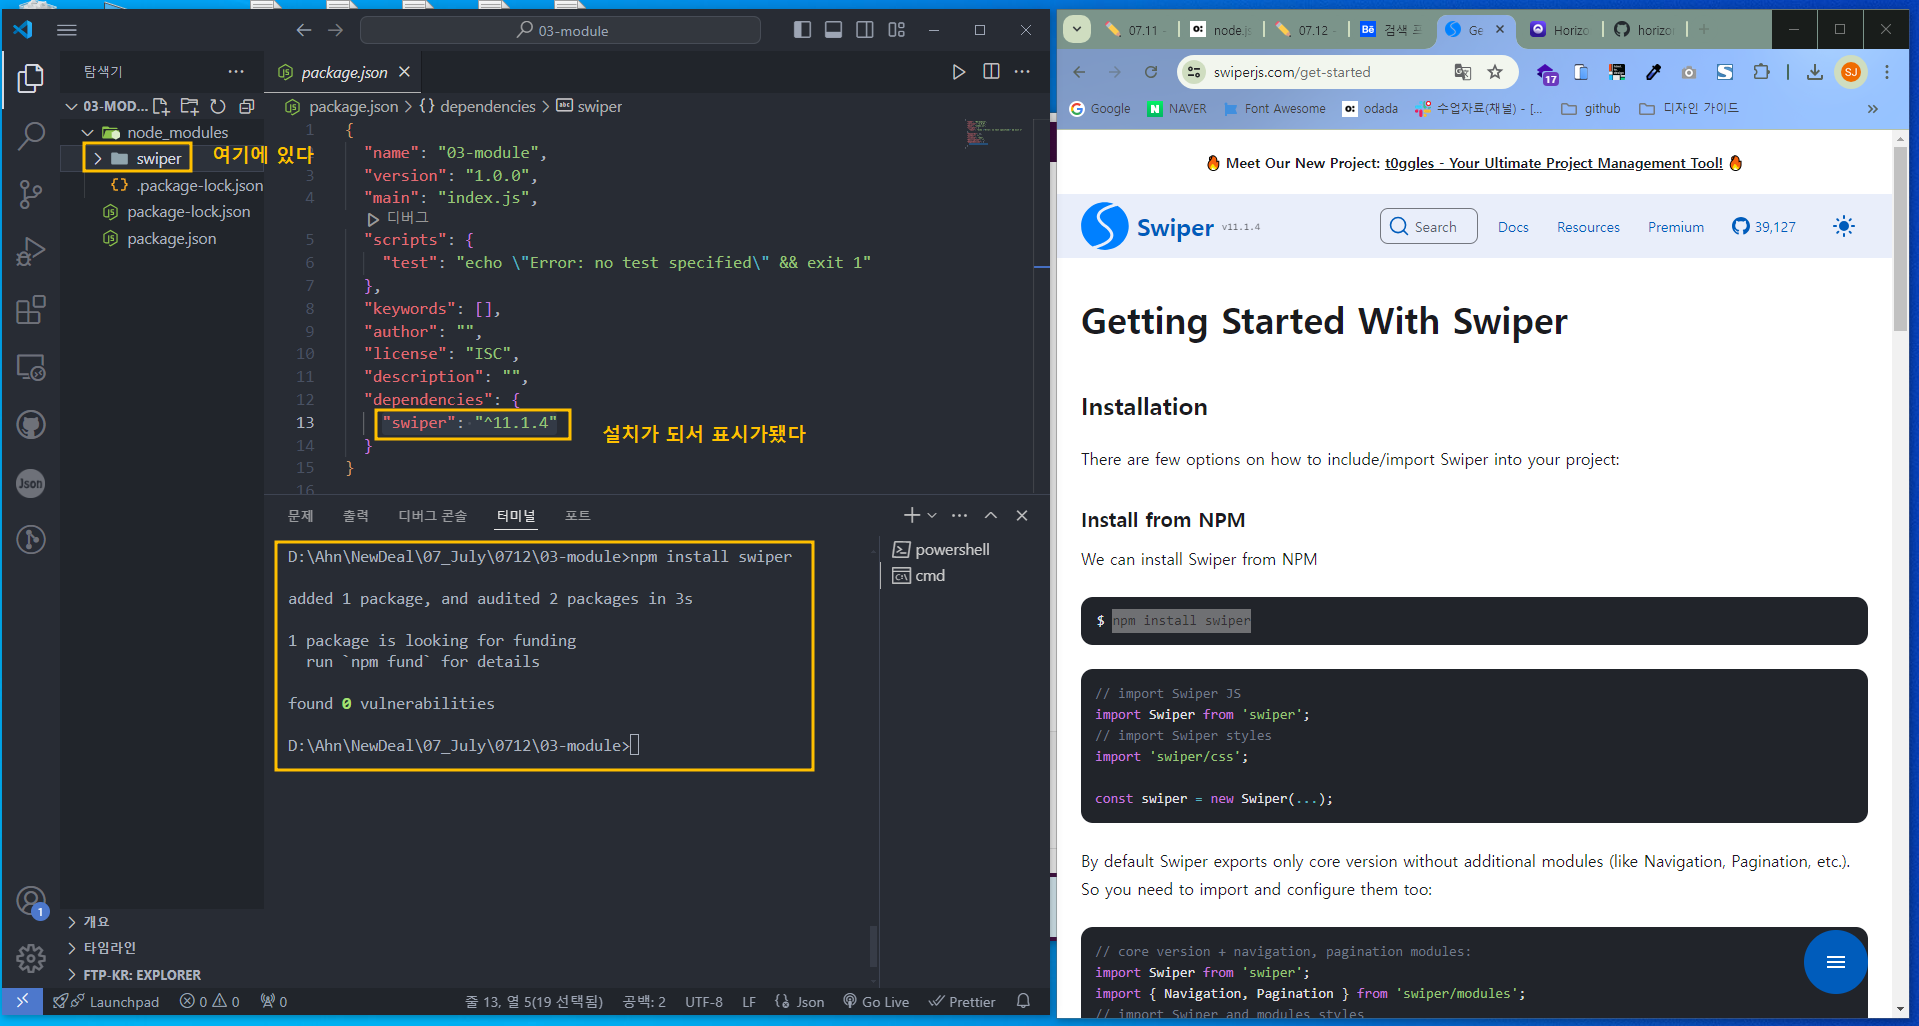 03-module
탐색기
package.json
03-MOD...
package.json > {} dependencies > swiper
node_modules
swiper
여기에 있다
.package-lock.json
package-lock.json
package.json
1 {
"name": "03-module",
3 "version": "1.0.0",
4 "main": "index.js",
디버그
5 "scripts": {
6 "test": "echo \"Error: no test specified\" && exit 1"
7 },
8 "keywords": [],
9 "author": "",
10 "license": "ISC",
11 "description": "",
12 "dependencies": {
13 "swiper": "^11.1.4"
설치가 되서 표시가됐다
14 }
15 }
16
문제 출력 디버그 콘솔 터미널 포트
D:\Ahn\NewDeal\07_July\0712\03-module>npm install swiper
added 1 package, and audited 2 packages in 3s
1 package is looking for funding
run `npm fund` for details
found 0 vulnerabilities
D:\Ahn\NewDeal\07_July\0712\03-module>
powershell
cmd
Json
1
개요
타임라인
FTP-KR: EXPLORER
Launchpad 0 0 0 줄 13, 열 5(19 선택됨) 공백: 2 UTF-8 LF {} Json Go Live Prettier
07.11 - node.js 07.12 - Bē 검색 Ge Horizo horizo
swiperjs.com/get-started
17
SJ
Google NAVER Font Awesome odada 수업자료(채널) - [... github 디자인 가이드 »
Meet Our New Project: t0ggles - Your Ultimate Project Management Tool!
Swiper v11.1.4 Search Docs Resources Premium 39,127
Getting Started With Swiper
Installation
There are few options on how to include/import Swiper into your project:
Install from NPM
We can install Swiper from NPM
$ npm install swiper
// import Swiper JS
import Swiper from 'swiper';
// import Swiper styles
import 'swiper/css';
const swiper = new Swiper(...);
By default Swiper exports only core version without additional modules (like Navigation, Pagination, etc.).
So you need to import and configure them too:
// core version + navigation, pagination modules:
import Swiper from 'swiper';
import { Navigation, Pagination } from 'swiper/modules';
// import Swiper and modules styles